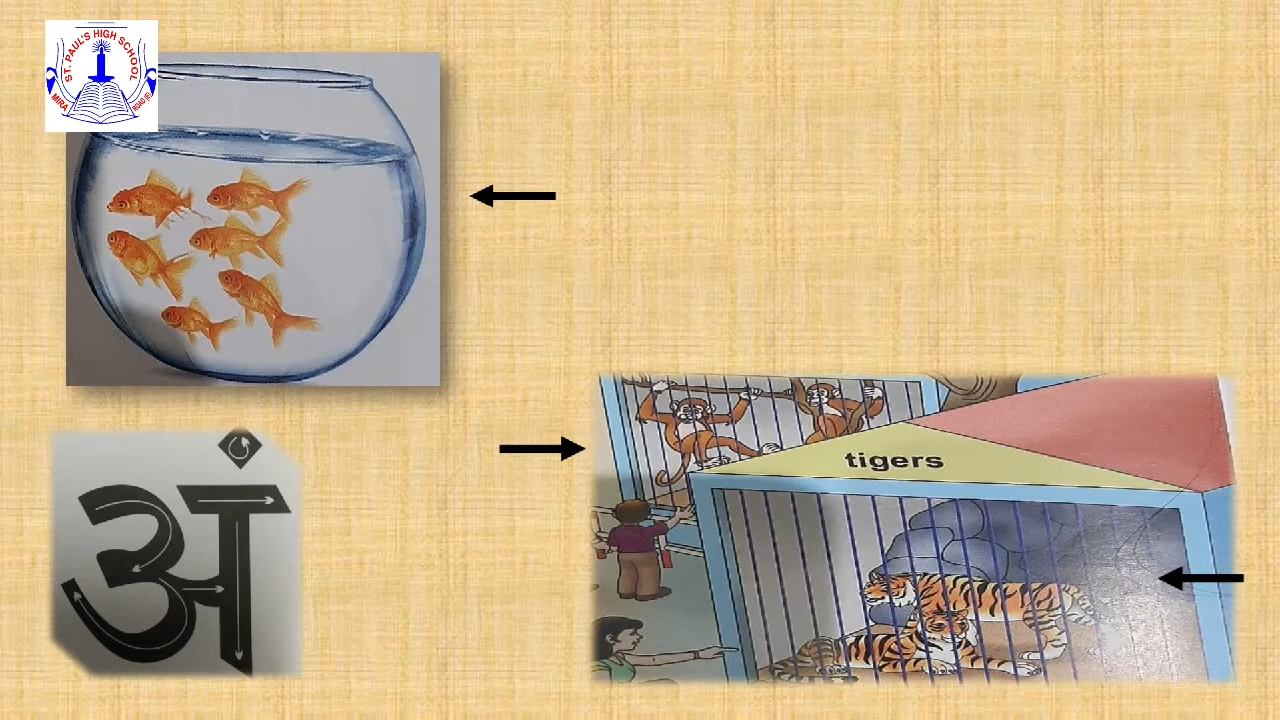 ST. PAUL'S HIGH SCHOOL
MIRA ROAD (E)
अं
tigers